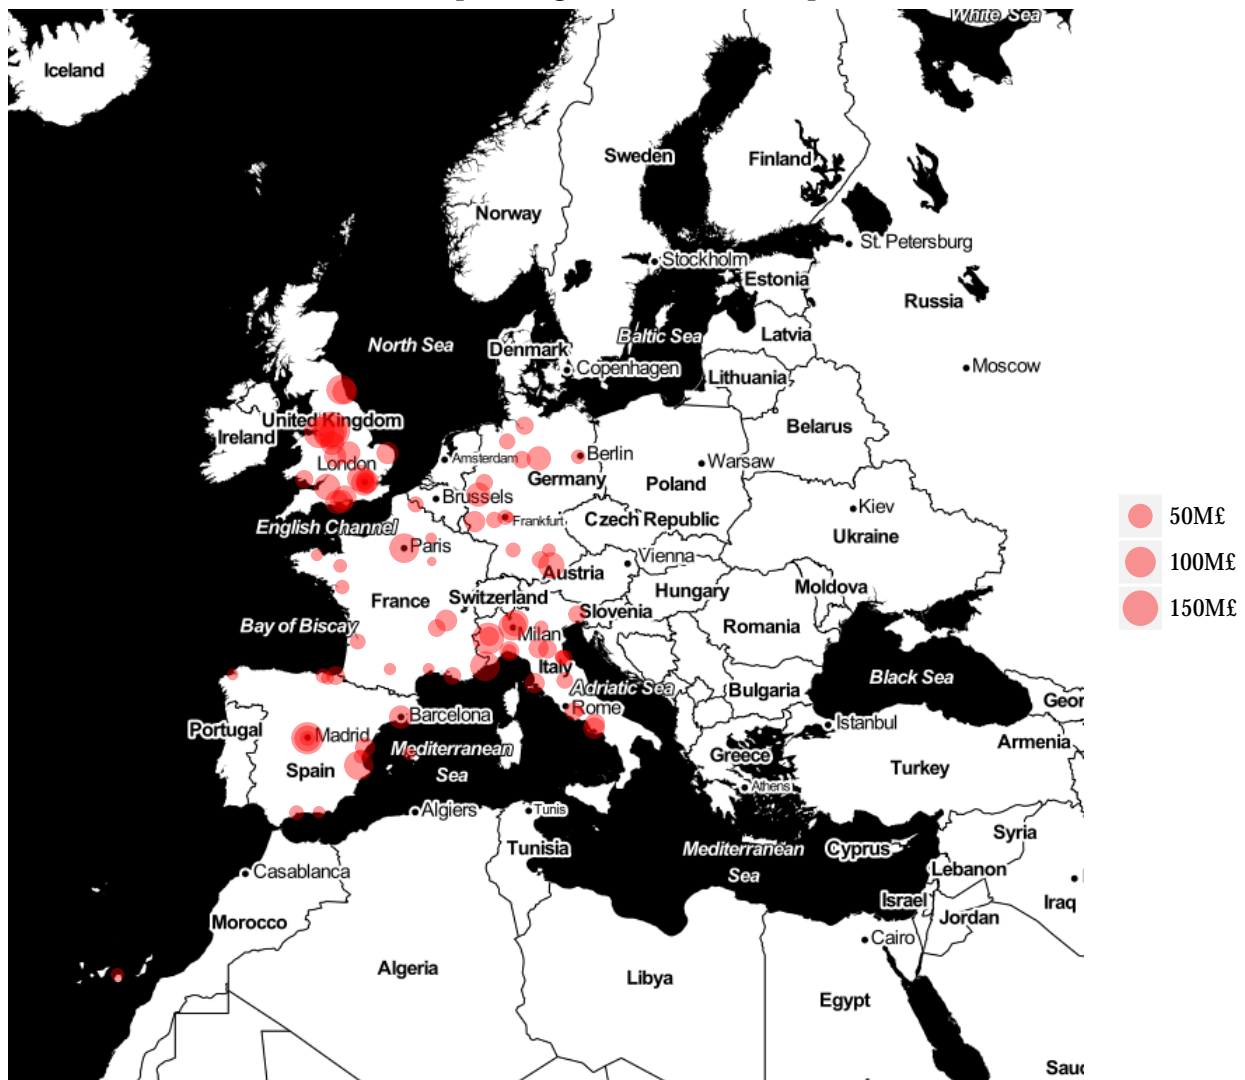 White Sea
Iceland
Sweden
Finland
Norway
St. Petersburg
Stockholm
Estonia
Russia
North Sea
Baltic Sea
Latvia
Denmark
Copenhagen
Moscow
Lithuania
United Kingdom
Ireland
Belarus
London
Amsterdam
Berlin
Warsaw
Germany
Poland
Brussels
Kiev
50M£
English Channel
Frankfurt
Czech Republic
Ukraine
Paris
Vienna
100M£
Austria
France
Switzerland
Hungary
Moldova
150M£
Slovenia
Bay of Biscay
Milan
Romania
Italy
Black Sea
Adriatic Sea
Bulgaria
Geor
Rome
Barcelona
Istanbul
Portugal
Madrid
Armenia
Mediterranean
Sea
Greece
Spain
Turkey
Athens
Algiers
Tunis
Syria
Tunisia
Mediterranean
Sea
Cyprus
Casablanca
Lebanon
Israel
Iraq
Jordan
Morocco
Cairo
Algeria
Libya
Egypt
Sauc